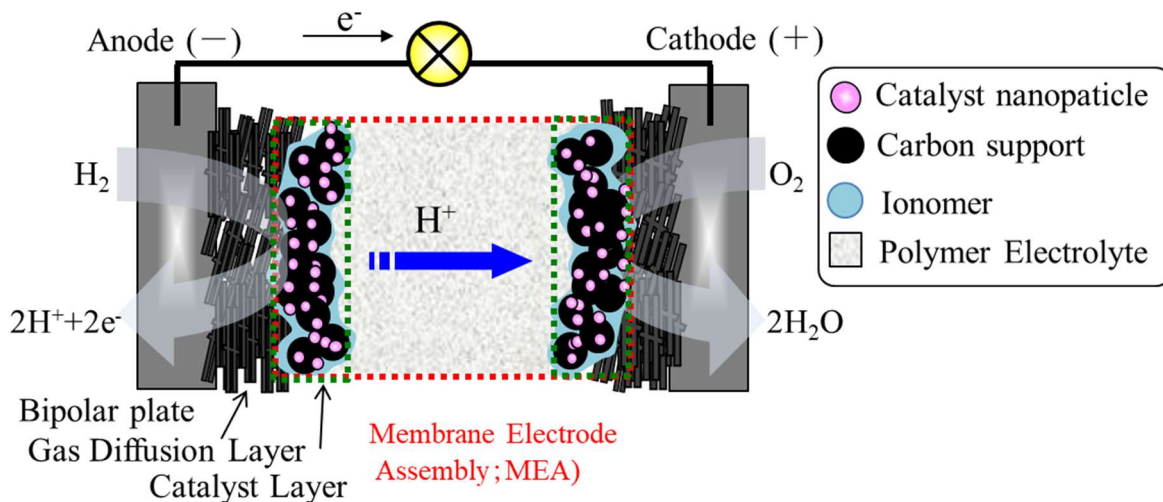 e-
Anode (－)
Cathode (＋)
H2
O2
H+
2H++2e-
2H2O
Catalyst nanopaticle
Carbon support
Ionomer
Polymer Electrolyte
Bipolar plate
Gas Diffusion Layer
Catalyst Layer
Membrane Electrode
Assembly；MEA)